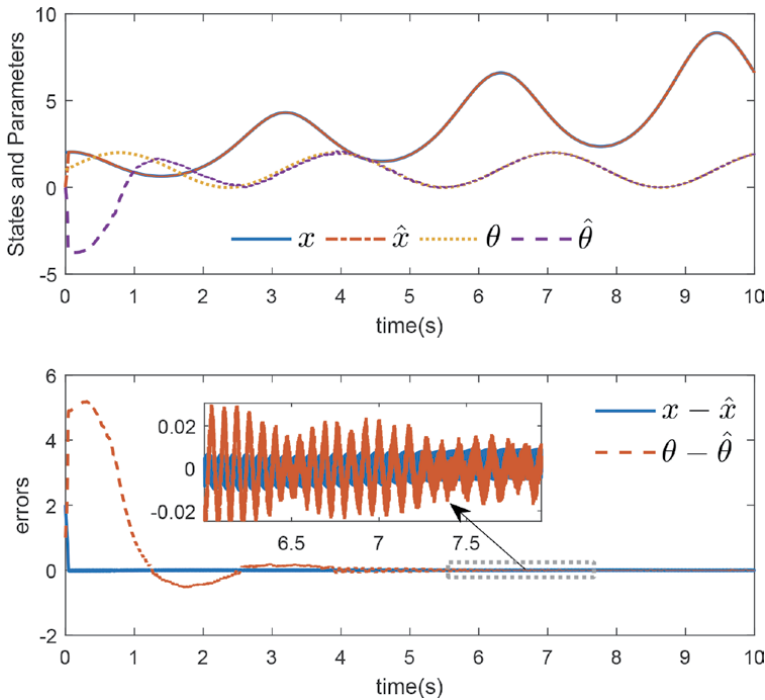 10
5
0
-5
States and Parameters
x x̂ θ θ̂
0 1 2 3 4 5 6 7 8 9 10
time(s)
6
4
2
0
-2
errors
0.02
0
-0.02
6.5 7 7.5
x − x̂
θ − θ̂
0 1 2 3 4 5 6 7 8 9 10
time(s)